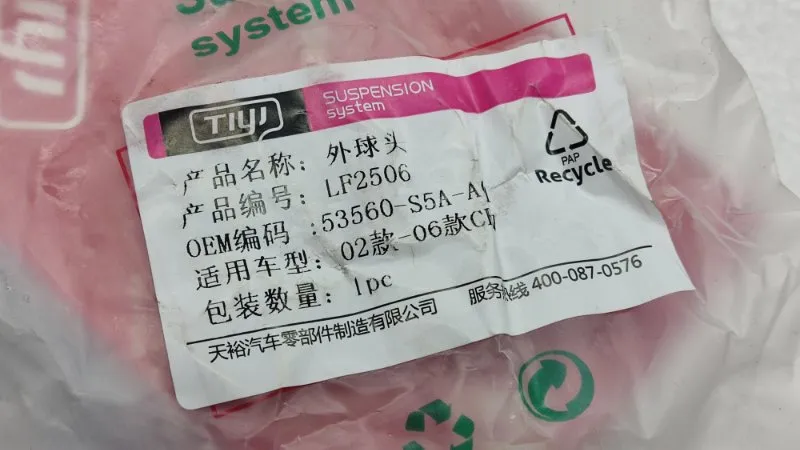 system
TIYI
SUSPENSION
system
产品名称: 外球头
产品编号: LF2506
OEM编码 :53560-S5A-A
适用车型: 02款-06款
包装数量: 1pc
PAP
Recycle
天裕汽车零部件制造有限公司
服务热线 400-087-0576